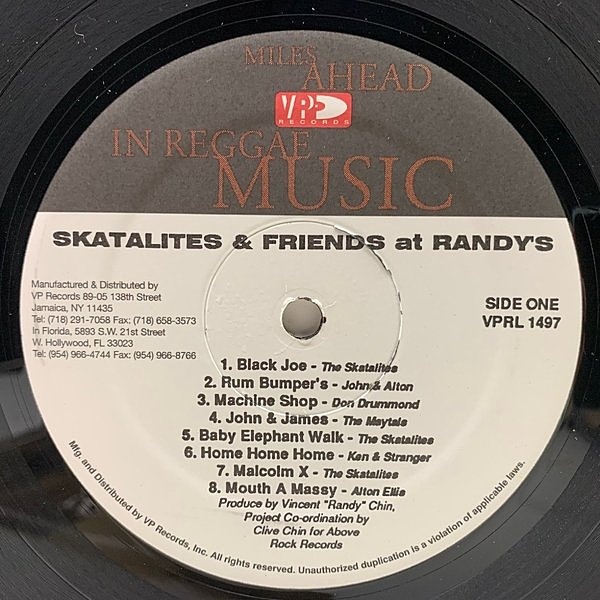 MILES
AHEAD
VP
RECORDS
IN REGGAE
MUSIC
SKATALITES & FRIENDS at RANDY'S
Manufactured & Distributed by
VP Records 89-05 138th Street
Jamaica, NY 11435
Tel: (718) 291-7058 Fax: (718) 658-3573
In Florida, 5893 S.W. 21st Street
W. Hollywood, FL 33023
Tel: (954) 966-4744 Fax: (954) 966-8766
SIDE ONE
VPRL 1497
1. Black Joe - The Skatalites
2. Rum Bumper's - John & Alton
3. Machine Shop - Don Drummond
4. John & James - The Maytals
5. Baby Elephant Walk - The Skatalites
6. Home Home Home - Ken & Stranger
7. Malcolm X - The Skatalites
8. Mouth A Massy - Alton Ellis
Produce by Vincent "Randy" Chin,
Project Co-ordination by
Clive Chin for Above
Rock Records
Mfg. and Distributed by VP Records, Inc. All rights reserved. Unauthorized duplication is a violation of applicable laws.